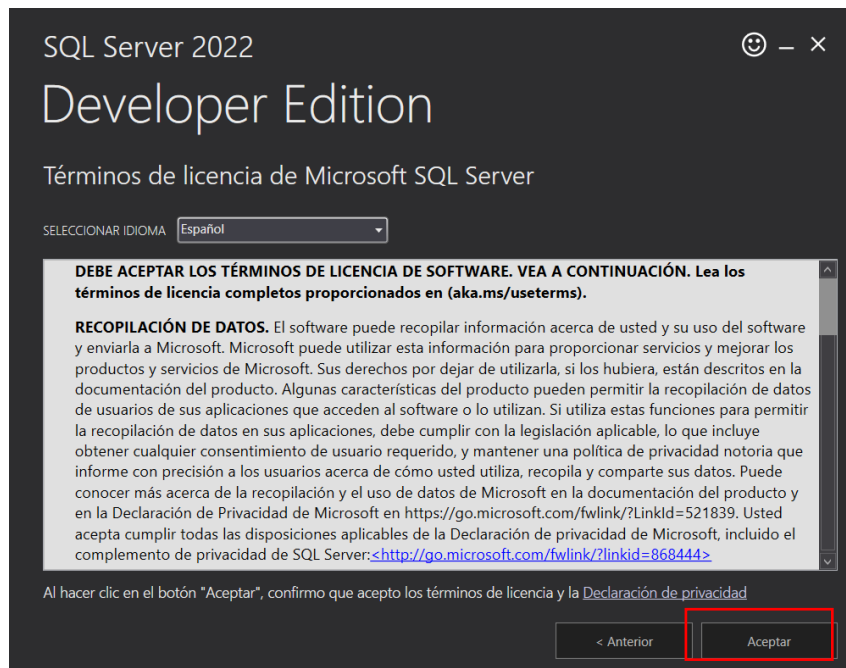 SQL Server 2022
Developer Edition
Términos de licencia de Microsoft SQL Server
SELECCIONAR IDIOMA Español
DEBE ACEPTAR LOS TÉRMINOS DE LICENCIA DE SOFTWARE. VEA A CONTINUACIÓN. Lea los
términos de licencia completos proporcionados en (aka.ms/useterms).
RECOPILACIÓN DE DATOS. El software puede recopilar información acerca de usted y su uso del software
y enviarla a Microsoft. Microsoft puede utilizar esta información para proporcionar servicios y mejorar los
productos y servicios de Microsoft. Sus derechos por dejar de utilizarla, si los hubiera, están descritos en la
documentación del producto. Algunas características del producto pueden permitir la recopilación de datos
de usuarios de sus aplicaciones que acceden al software o lo utilizan. Si utiliza estas funciones para permitir
la recopilación de datos en sus aplicaciones, debe cumplir con la legislación aplicable, lo que incluye
obtener cualquier consentimiento de usuario requerido, y mantener una política de privacidad notoria que
informe con precisión a los usuarios acerca de cómo usted utiliza, recopila y comparte sus datos. Puede
conocer más acerca de la recopilación y el uso de datos de Microsoft en la documentación del producto y
en la Declaración de Privacidad de Microsoft en https://go.microsoft.com/fwlink/?LinkId=521839. Usted
acepta cumplir todas las disposiciones aplicables de la Declaración de privacidad de Microsoft, incluido el
complemento de privacidad de SQL Server:<http://go.microsoft.com/fwlink/?linkid=868444>
Al hacer clic en el botón "Aceptar", confirmo que acepto los términos de licencia y la Declaración de privacidad
< Anterior Aceptar